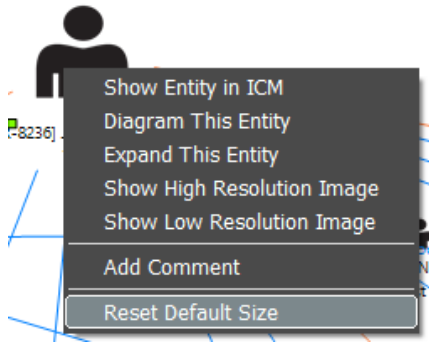 Show Entity in ICM
Diagram This Entity
-8236]
Expand This Entity
Show High Resolution Image
Show Low Resolution Image
Add Comment
Reset Default Size